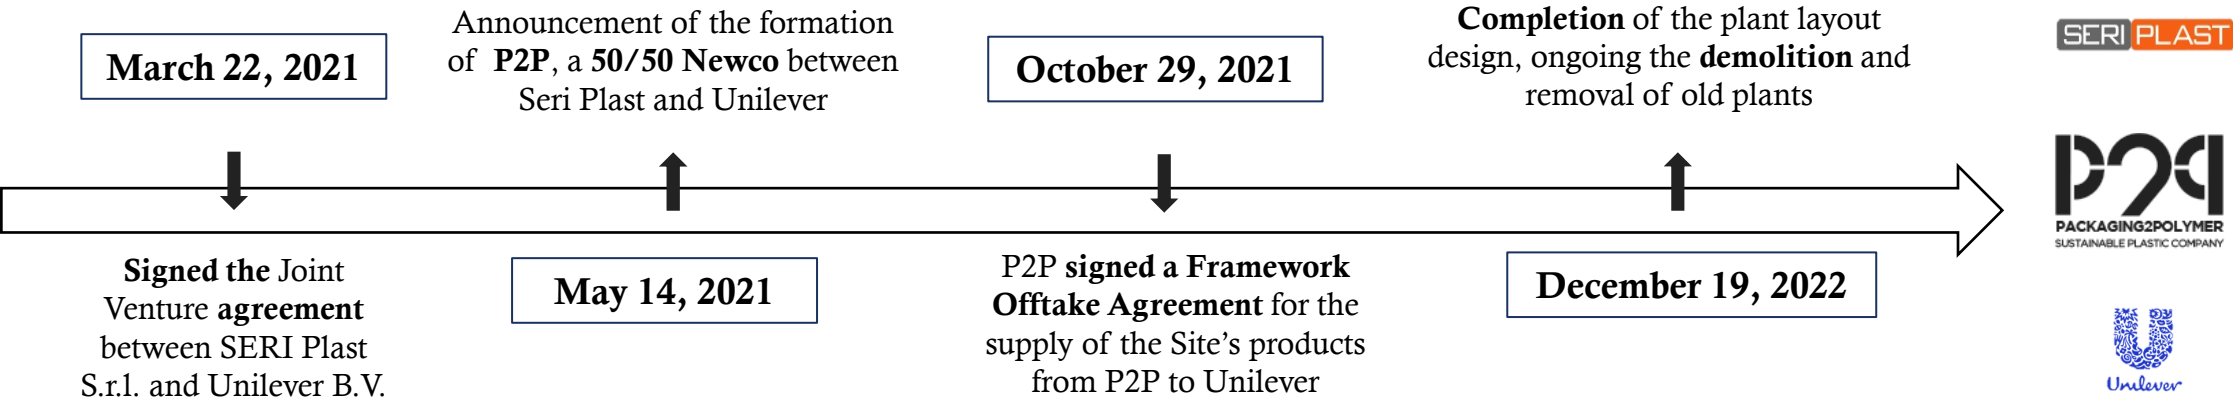 March 22, 2021
Signed the Joint
Venture agreement
between SERI Plast
S.r.l. and Unilever B.V.
Announcement of the formation
of P2P, a 50/50 Newco between
Seri Plast and Unilever
May 14, 2021
October 29, 2021
P2P signed a Framework
Offtake Agreement for the
supply of the Site's products
from P2P to Unilever
Completion of the plant layout
design, ongoing the demolition and
removal of old plants
December 19, 2022
SERI PLAST
P2P
PACKAGING2POLYMER
SUSTAINABLE PLASTIC COMPANY
Unilever